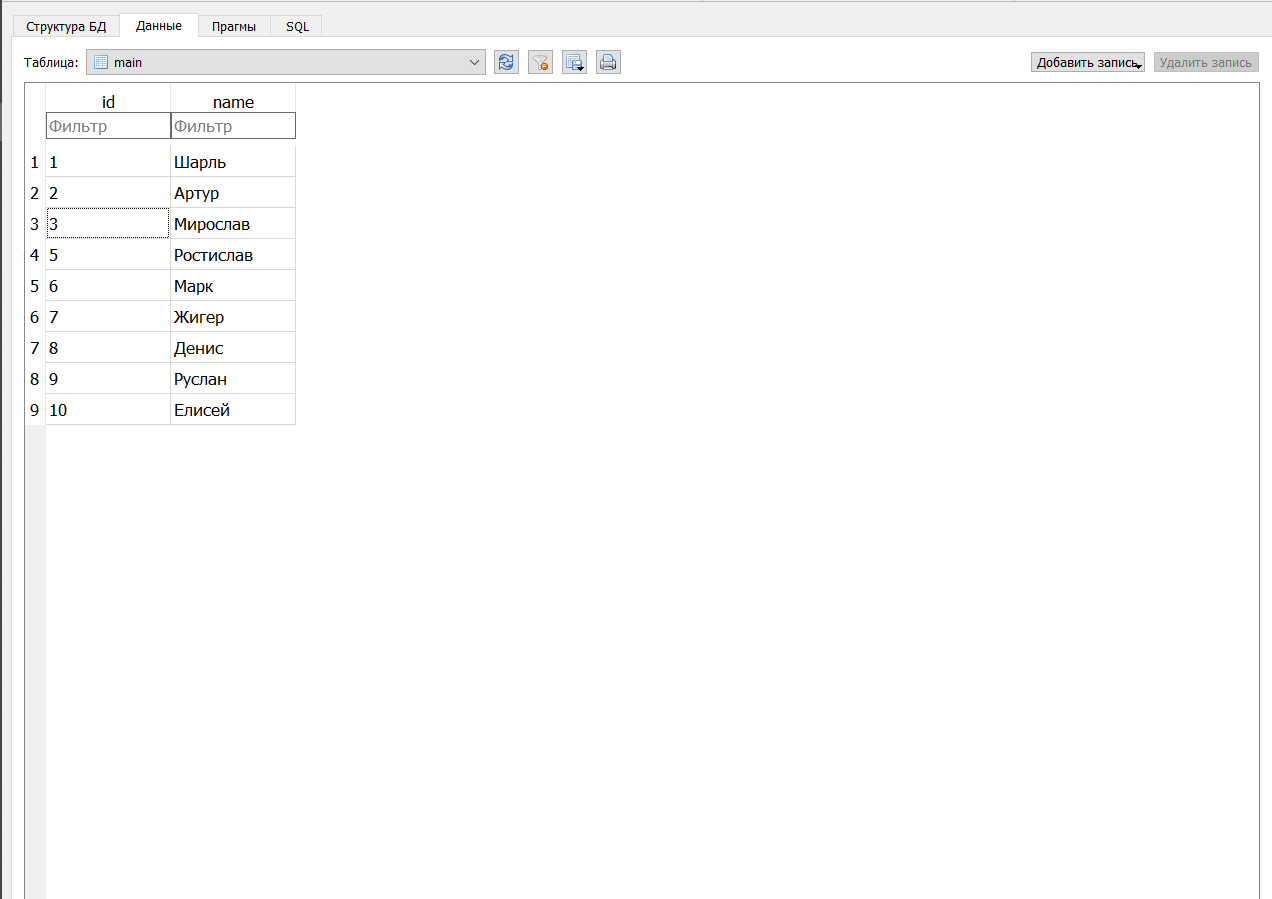 Структура БД Данные Прагмы SQL
Таблица: main Добавить запись Удалить запись
id name
Фильтр Фильтр
1 1 Шарль
2 2 Артур
3 3 Мирослав
4 5 Ростислав
5 6 Марк
6 7 Жигер
7 8 Денис
8 9 Руслан
9 10 Елисей